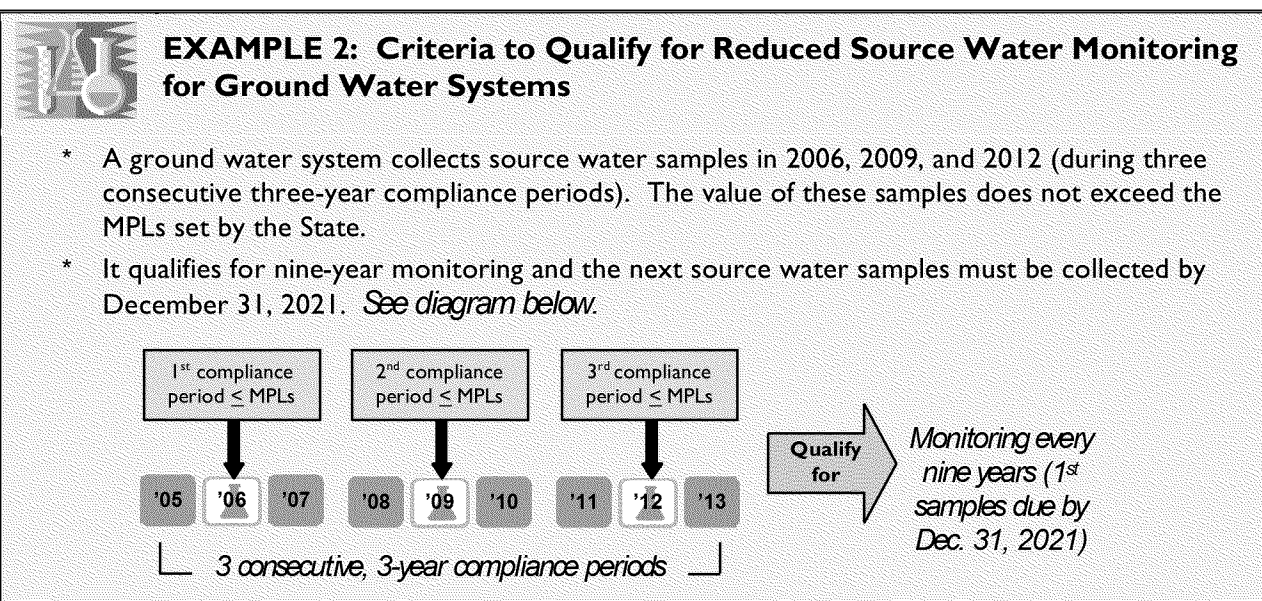 EXAMPLE 2: Criteria to Qualify for Reduced Source Water Monitoring
for Ground Water Systems
* A ground water system collects source water samples in 2006, 2009, and 2012 (during three
consecutive three-year compliance periods). The value of these samples does not exceed the
MPLs set by the State.
* It qualifies for nine-year monitoring and the next source water samples must be collected by
December 31, 2021. See diagram below.
1st compliance
period ≤ MPLs
2nd compliance
period ≤ MPLs
3rd compliance
period ≤ MPLs
'05 '06 '07 '08 '09 '10 '11 '12 '13
3 consecutive, 3-year compliance periods
Qualify
for
Monitoring every
nine years (1st
samples due by
Dec. 31, 2021)